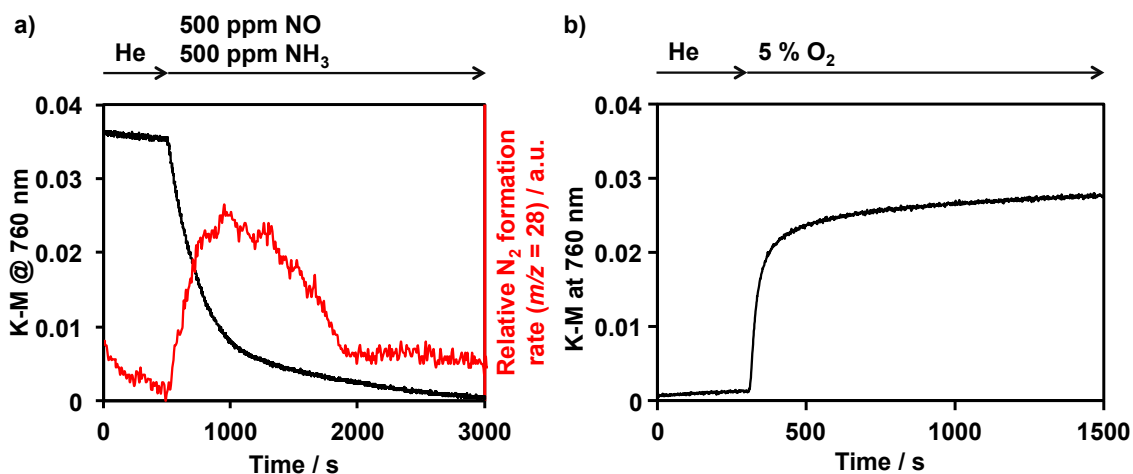 a)
He
500 ppm NO
500 ppm NH₃
K-M @ 760 nm
0.04
0.03
0.02
0.01
0
0 1000 2000 3000
Time / s
Relative N₂ formation
rate (m/z = 28) / a.u.
b)
He
5 % O₂
K-M at 760 nm
0.04
0.03
0.02
0.01
0
0 500 1000 1500
Time / s